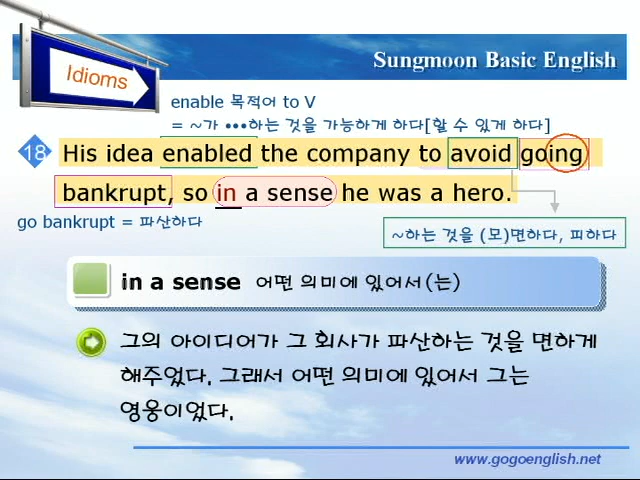 Idioms
Sungmoon Basic English
enable 목적어 to V
= ~가 •••하는 것을 가능하게 하다[할 수 있게 하다]
18 His idea enabled the company to avoid going
bankrupt, so in a sense he was a hero.
go bankrupt = 파산하다
~하는 것을 (모)면하다, 피하다
in a sense 어떤 의미에 있어서(는)
그의 아이디어가 그 회사가 파산하는 것을 면하게
해주었다. 그래서 어떤 의미에 있어서 그는
영웅이었다.
www.gogoenglish.net